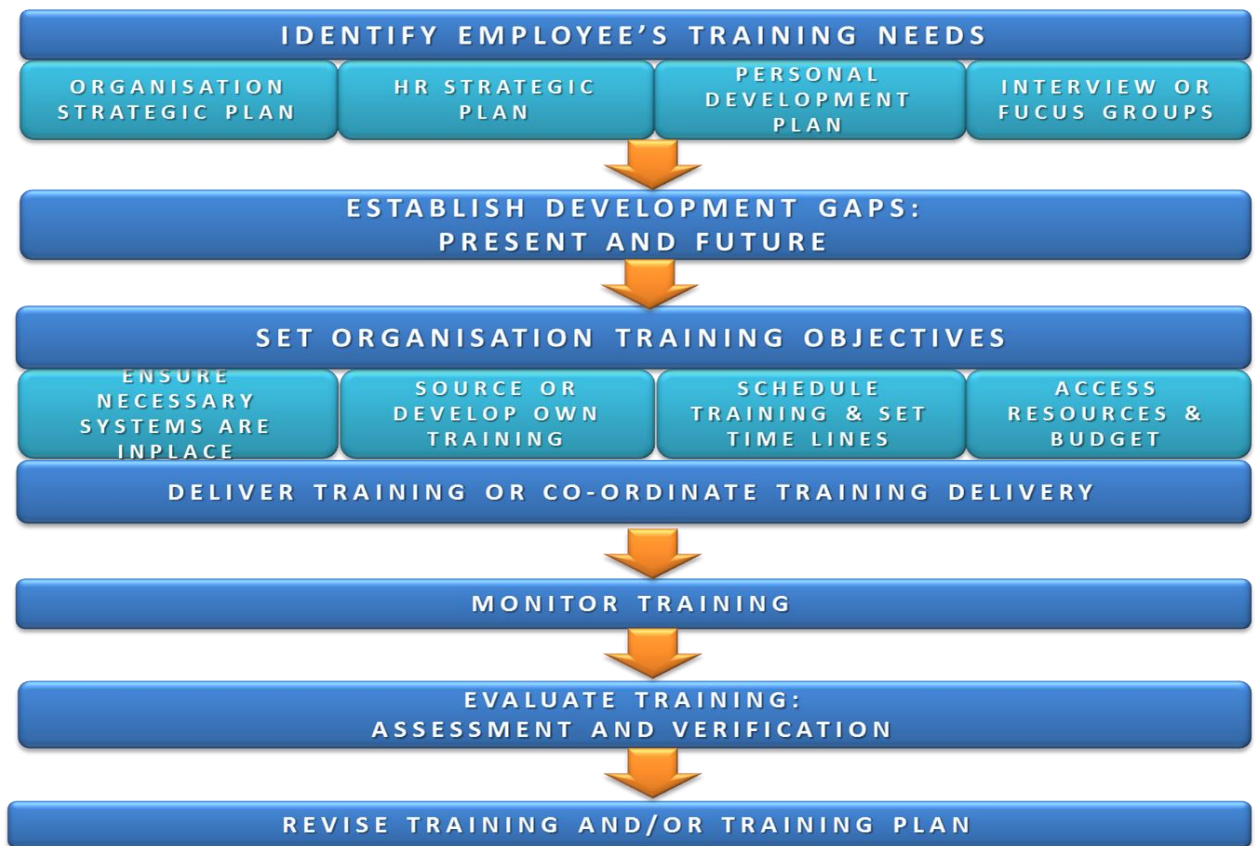 IDENTIFY EMPLOYEE'S TRAINING NEEDS
ORGANISATION
STRATEGIC PLAN
HR STRATEGIC
PLAN
PERSONAL
DEVELOPMENT
PLAN
INTERVIEW OR
FUCUS GROUPS
ESTABLISH DEVELOPMENT GAPS:
PRESENT AND FUTURE
SET ORGANISATION TRAINING OBJECTIVES
ENSURE
NECESSARY
SYSTEMS ARE
INPLACE
SOURCE OR
DEVELOP OWN
TRAINING
SCHEDULE
TRAINING & SET
TIME LINES
ACCESS
RESOURCES &
BUDGET
DELIVER TRAINING OR CO-ORDINATE TRAINING DELIVERY
MONITOR TRAINING
EVALUATE TRAINING:
ASSESSMENT AND VERIFICATION
REVISE TRAINING AND/OR TRAINING PLAN